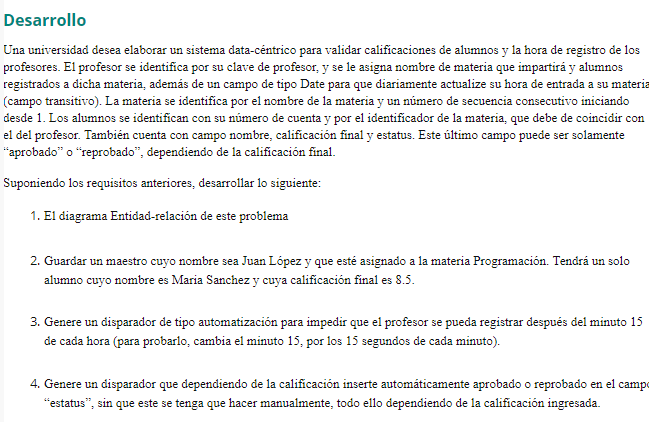 Desarrollo
Una universidad desea elaborar un sistema data-céntrico para validar calificaciones de alumnos y la hora de registro de los
profesores. El profesor se identifica por su clave de profesor, y se le asigna nombre de materia que impartirá y alumnos
registrados a dicha materia, además de un campo de tipo Date para que diariamente actualize su hora de entrada a su materia
(campo transitivo). La materia se identifica por el nombre de la materia y un número de secuencia consecutivo iniciando
desde 1. Los alumnos se identifican con su número de cuenta y por el identificador de la materia, que debe de coincidir con
el del profesor. También cuenta con campo nombre, calificación final y estatus. Este último campo puede ser solamente
“aprobado” o “reprobado”, dependiendo de la calificación final.
Suponiendo los requisitos anteriores, desarrollar lo siguiente:
1. El diagrama Entidad-relación de este problema
2. Guardar un maestro cuyo nombre sea Juan López y que esté asignado a la materia Programación. Tendrá un solo
alumno cuyo nombre es Maria Sanchez y cuya calificación final es 8.5.
3. Genere un disparador de tipo automatización para impedir que el profesor se pueda registrar después del minuto 15
de cada hora (para probarlo, cambia el minuto 15, por los 15 segundos de cada minuto).
4. Genere un disparador que dependiendo de la calificación inserte automáticamente aprobado o reprobado en el campo
“estatus”, sin que este se tenga que hacer manualmente, todo ello dependiendo de la calificación ingresada.